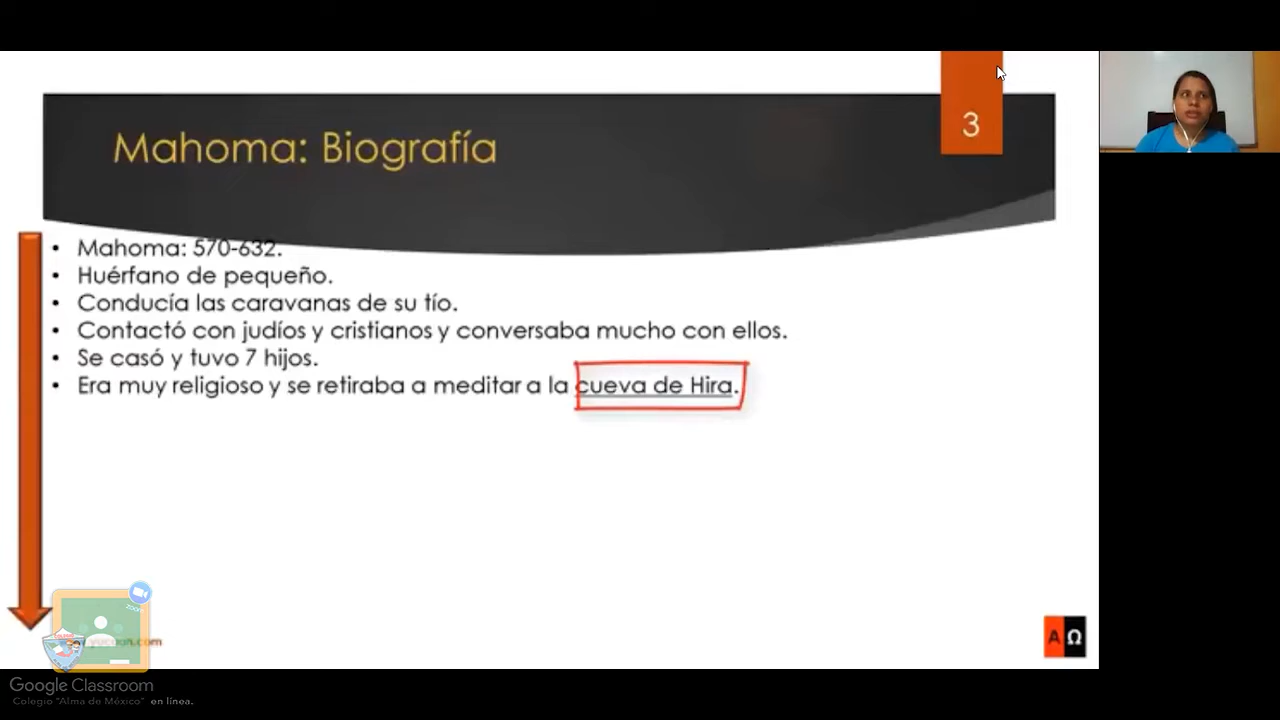 3
Mahoma: Biografía
• Mahoma: 570-632.
• Huérfano de pequeño.
• Conducía las caravanas de su tío.
• Contactó con judíos y cristianos y conversaba mucho con ellos.
• Se casó y tuvo 7 hijos.
• Era muy religioso y se retiraba a meditar a la cueva de Hira.
zoom
AΩ
Google Classroom
Colegio "Alma de México" en línea.